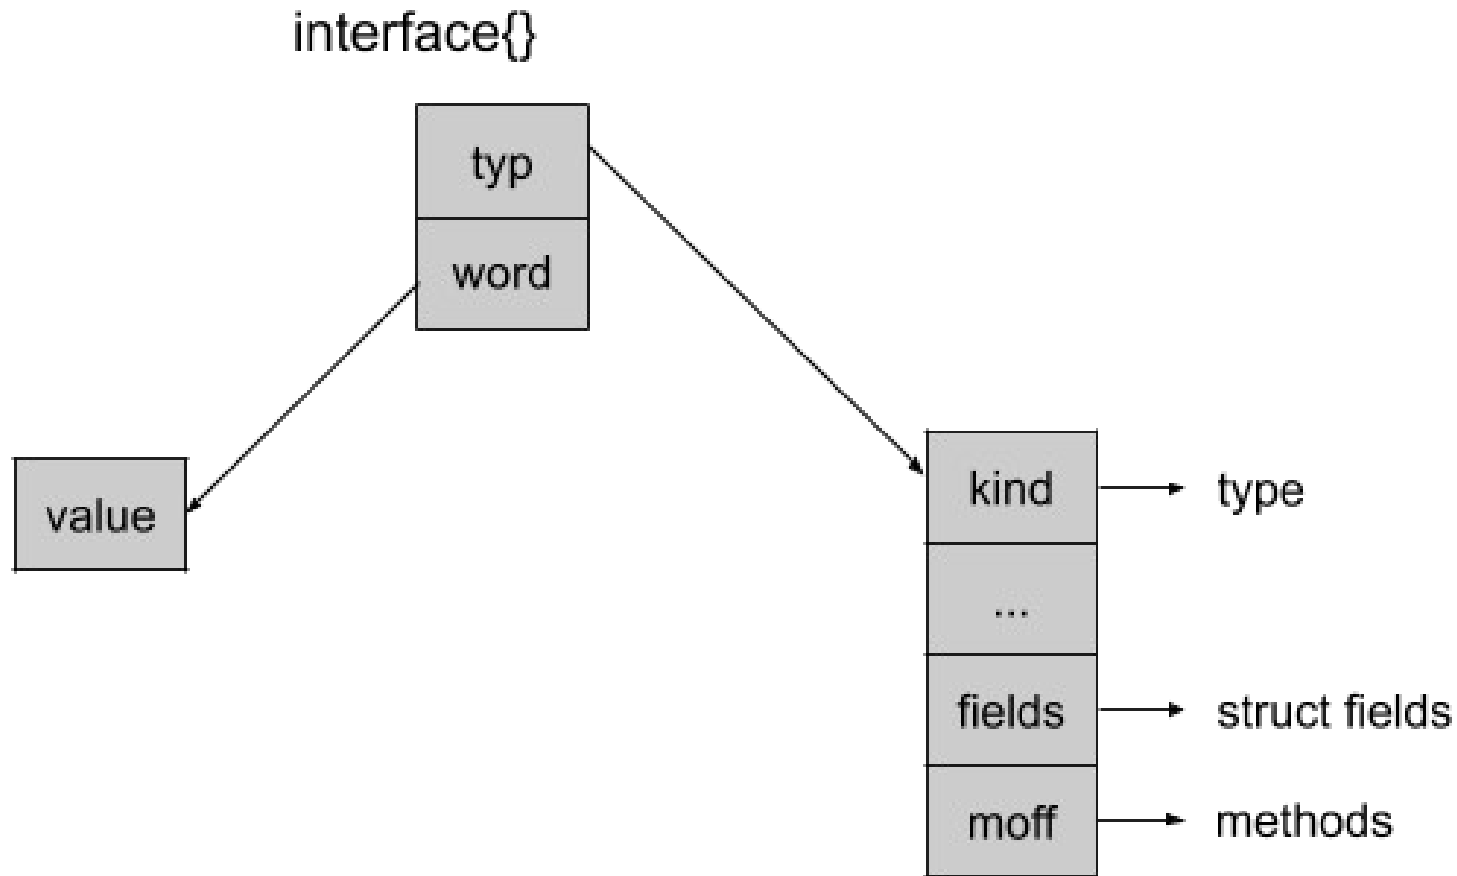 interface{}
typ
word
value
kind
type
...
fields
struct fields
moff
methods